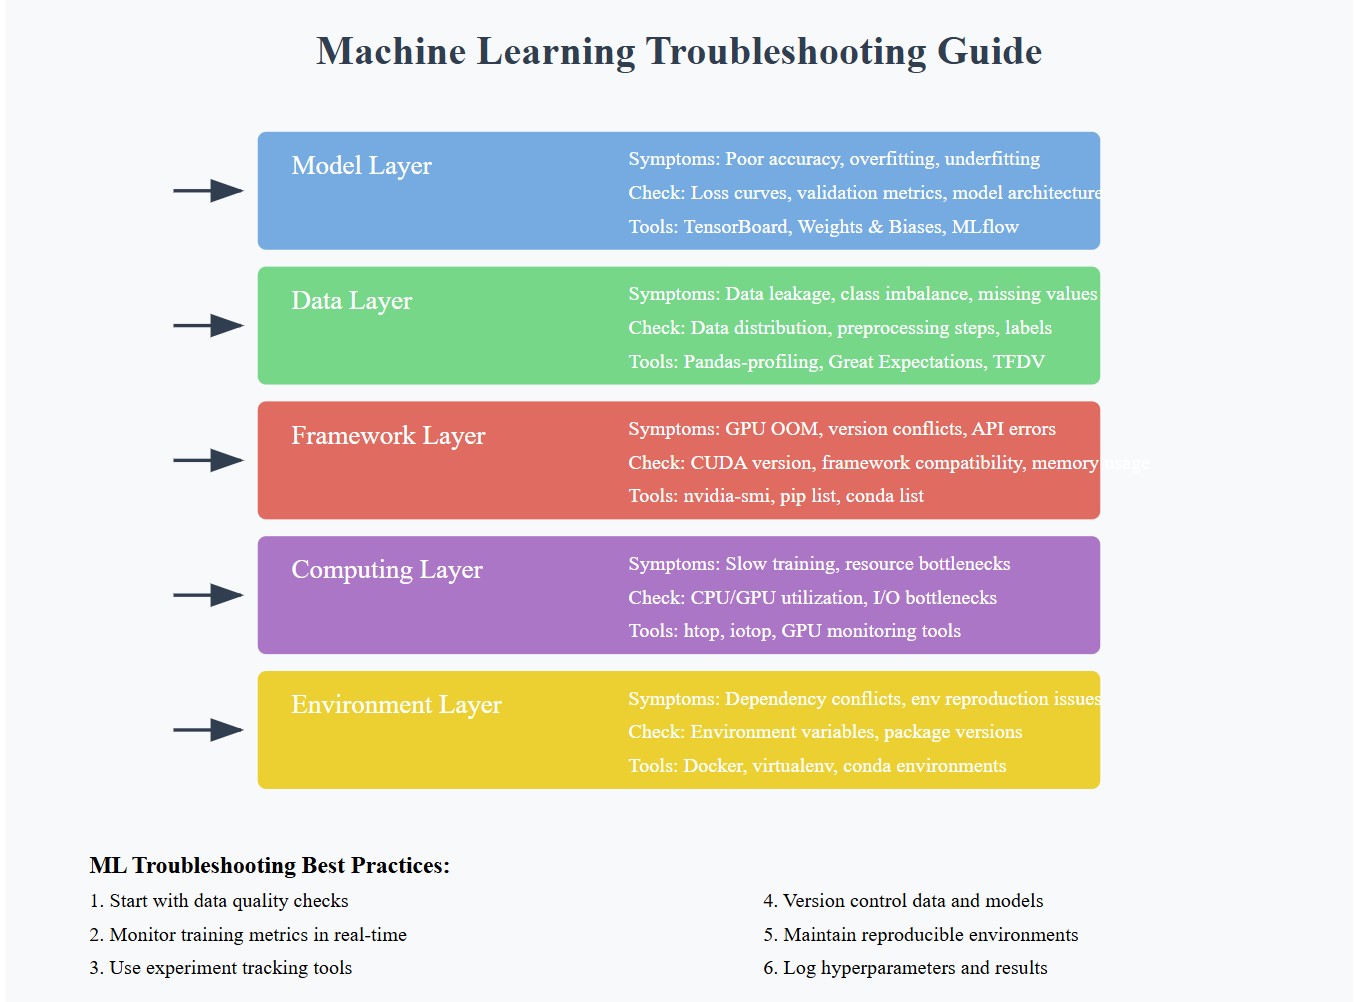 Machine Learning Troubleshooting Guide
Model Layer
Symptoms: Poor accuracy, overfitting, underfitting
Check: Loss curves, validation metrics, model architecture
Tools: TensorBoard, Weights & Biases, MLflow
Data Layer
Symptoms: Data leakage, class imbalance, missing values
Check: Data distribution, preprocessing steps, labels
Tools: Pandas-profiling, Great Expectations, TFDV
Framework Layer
Symptoms: GPU OOM, version conflicts, API errors
Check: CUDA version, framework compatibility, memory usage
Tools: nvidia-smi, pip list, conda list
Computing Layer
Symptoms: Slow training, resource bottlenecks
Check: CPU/GPU utilization, I/O bottlenecks
Tools: htop, iotop, GPU monitoring tools
Environment Layer
Symptoms: Dependency conflicts, env reproduction issues
Check: Environment variables, package versions
Tools: Docker, virtualenv, conda environments
ML Troubleshooting Best Practices:
1. Start with data quality checks
2. Monitor training metrics in real-time
3. Use experiment tracking tools
4. Version control data and models
5. Maintain reproducible environments
6. Log hyperparameters and results